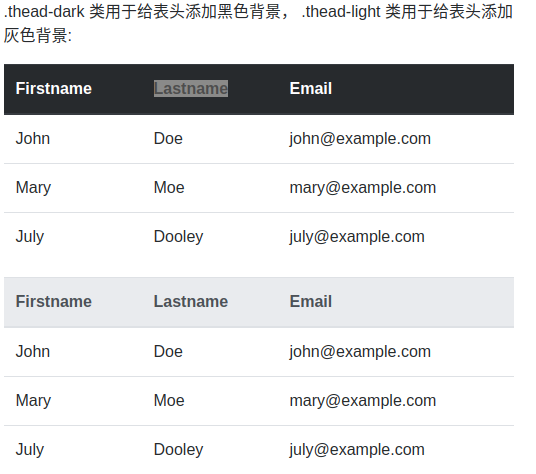 .thead-dark 类用于给表头添加黑色背景， .thead-light 类用于给表头添加
灰色背景:
Firstname Lastname Email
John Doe john@example.com
Mary Moe mary@example.com
July Dooley july@example.com
Firstname Lastname Email
John Doe john@example.com
Mary Moe mary@example.com
July Dooley july@example.com